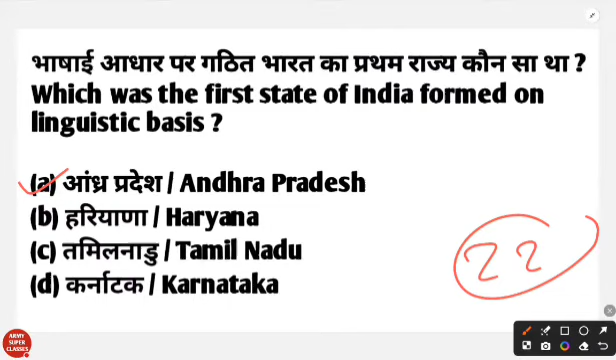 भाषाई आधार पर गठित भारत का प्रथम राज्य कौन सा था ?
Which was the first state of India formed on
linguistic basis ?
(a) आंध्र प्रदेश / Andhra Pradesh
(b) हरियाणा / Haryana
(c) तमिलनाडु / Tamil Nadu
(d) कर्नाटक / Karnataka
22
ARMY
SUPER
CLASSES